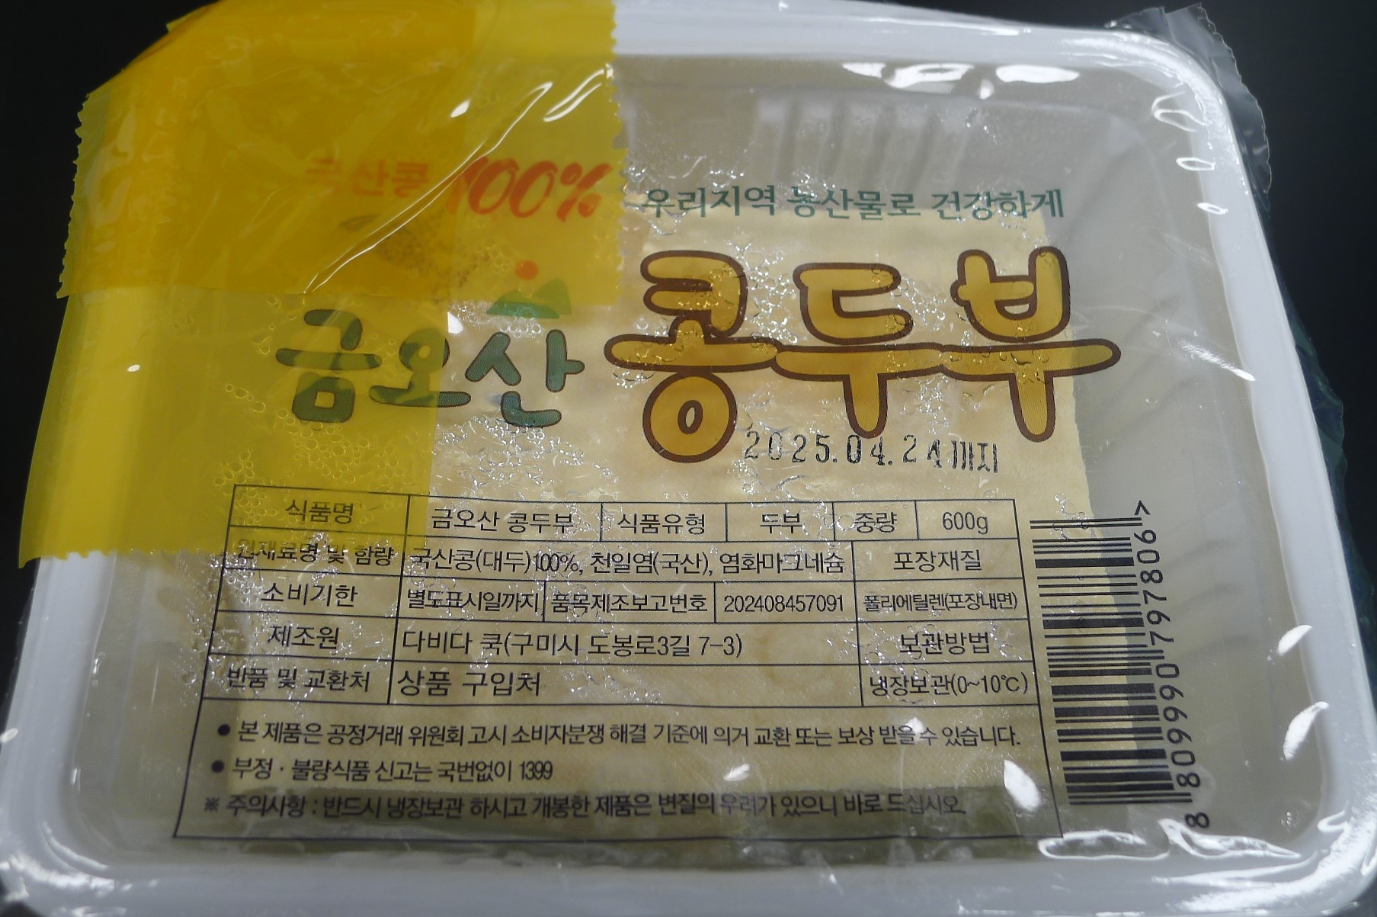 국산콩 100%
우리지역 농산물로 건강하게
금오산 콩두부
2025.04.24까지
식품명 금오산 콩두부 식품유형 두부 중량 600g
원재료명 및 함량 국산콩(대두)100%, 천일염(국산), 염화마그네슘 포장재질
소비기한 별도표시일까지 품목제조보고번호 202408457091 폴리에틸렌(포장내면)
제조원 다비다 쿡(구미시 도봉로3길 7-3) 보관방법
반품 및 교환처 상품 구입처 냉장보관(0~10℃)
● 본 제품은 공정거래 위원회 고시 소비자분쟁 해결 기준에 의거 교환 또는 보상 받을 수 있습니다.
● 부정 · 불량식품 신고는 국번없이 1399
※ 주의사항 : 반드시 냉장보관 하시고 개봉한 제품은 변질의 우려가 있으니 바로 드십시오.
8 809990 797806 >